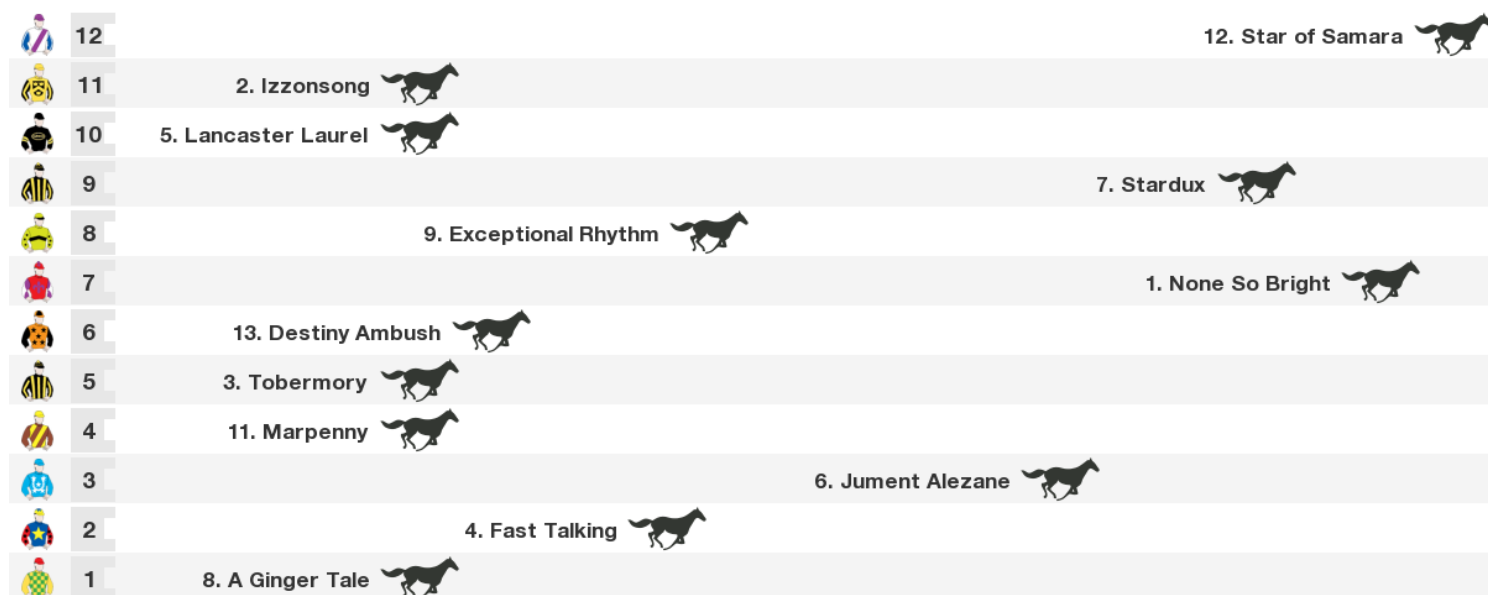 12 12. Star of Samara
11 2. Izzonsong
10 5. Lancaster Laurel
9 7. Stardux
8 9. Exceptional Rhythm
7 1. None So Bright
6 13. Destiny Ambush
5 3. Tobermory
4 11. Marpenny
3 6. Jument Alezane
2 4. Fast Talking
1 8. A Ginger Tale